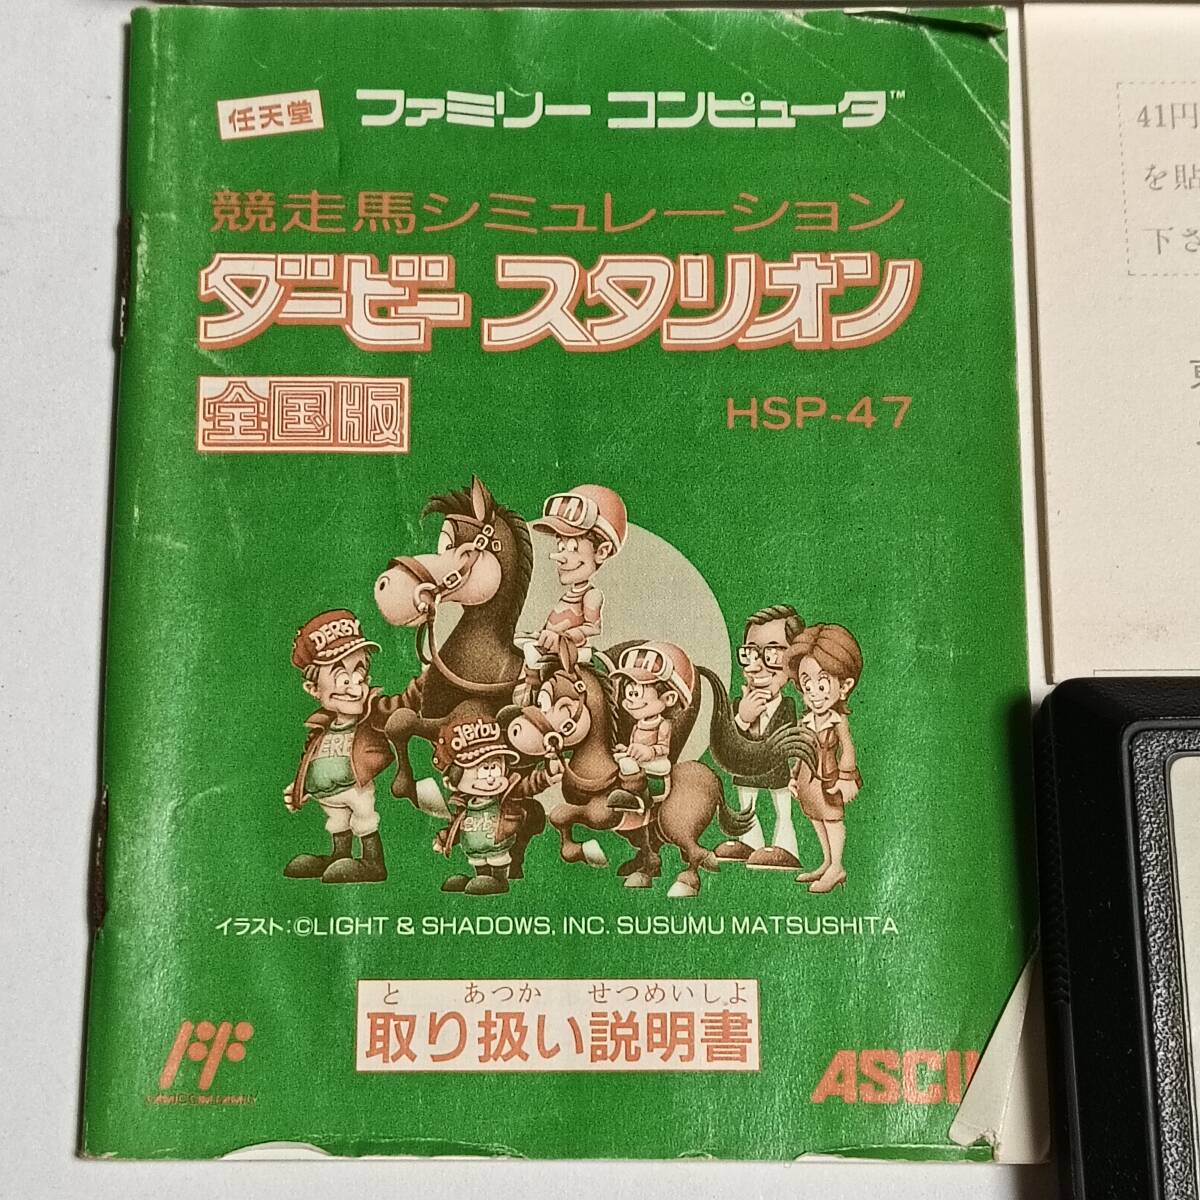 任天堂 ファミリー コンピュータ™
競走馬シミュレーション
ダービー スタリオン
全国版
HSP-47
DERBY
derby
イラスト:©LIGHT & SHADOWS, INC. SUSUMU MATSUSHITA
と あつか せつめいしょ
取り扱い説明書
FF
FAMICOM FAMILY
ASCII
41円
を貼
下さ